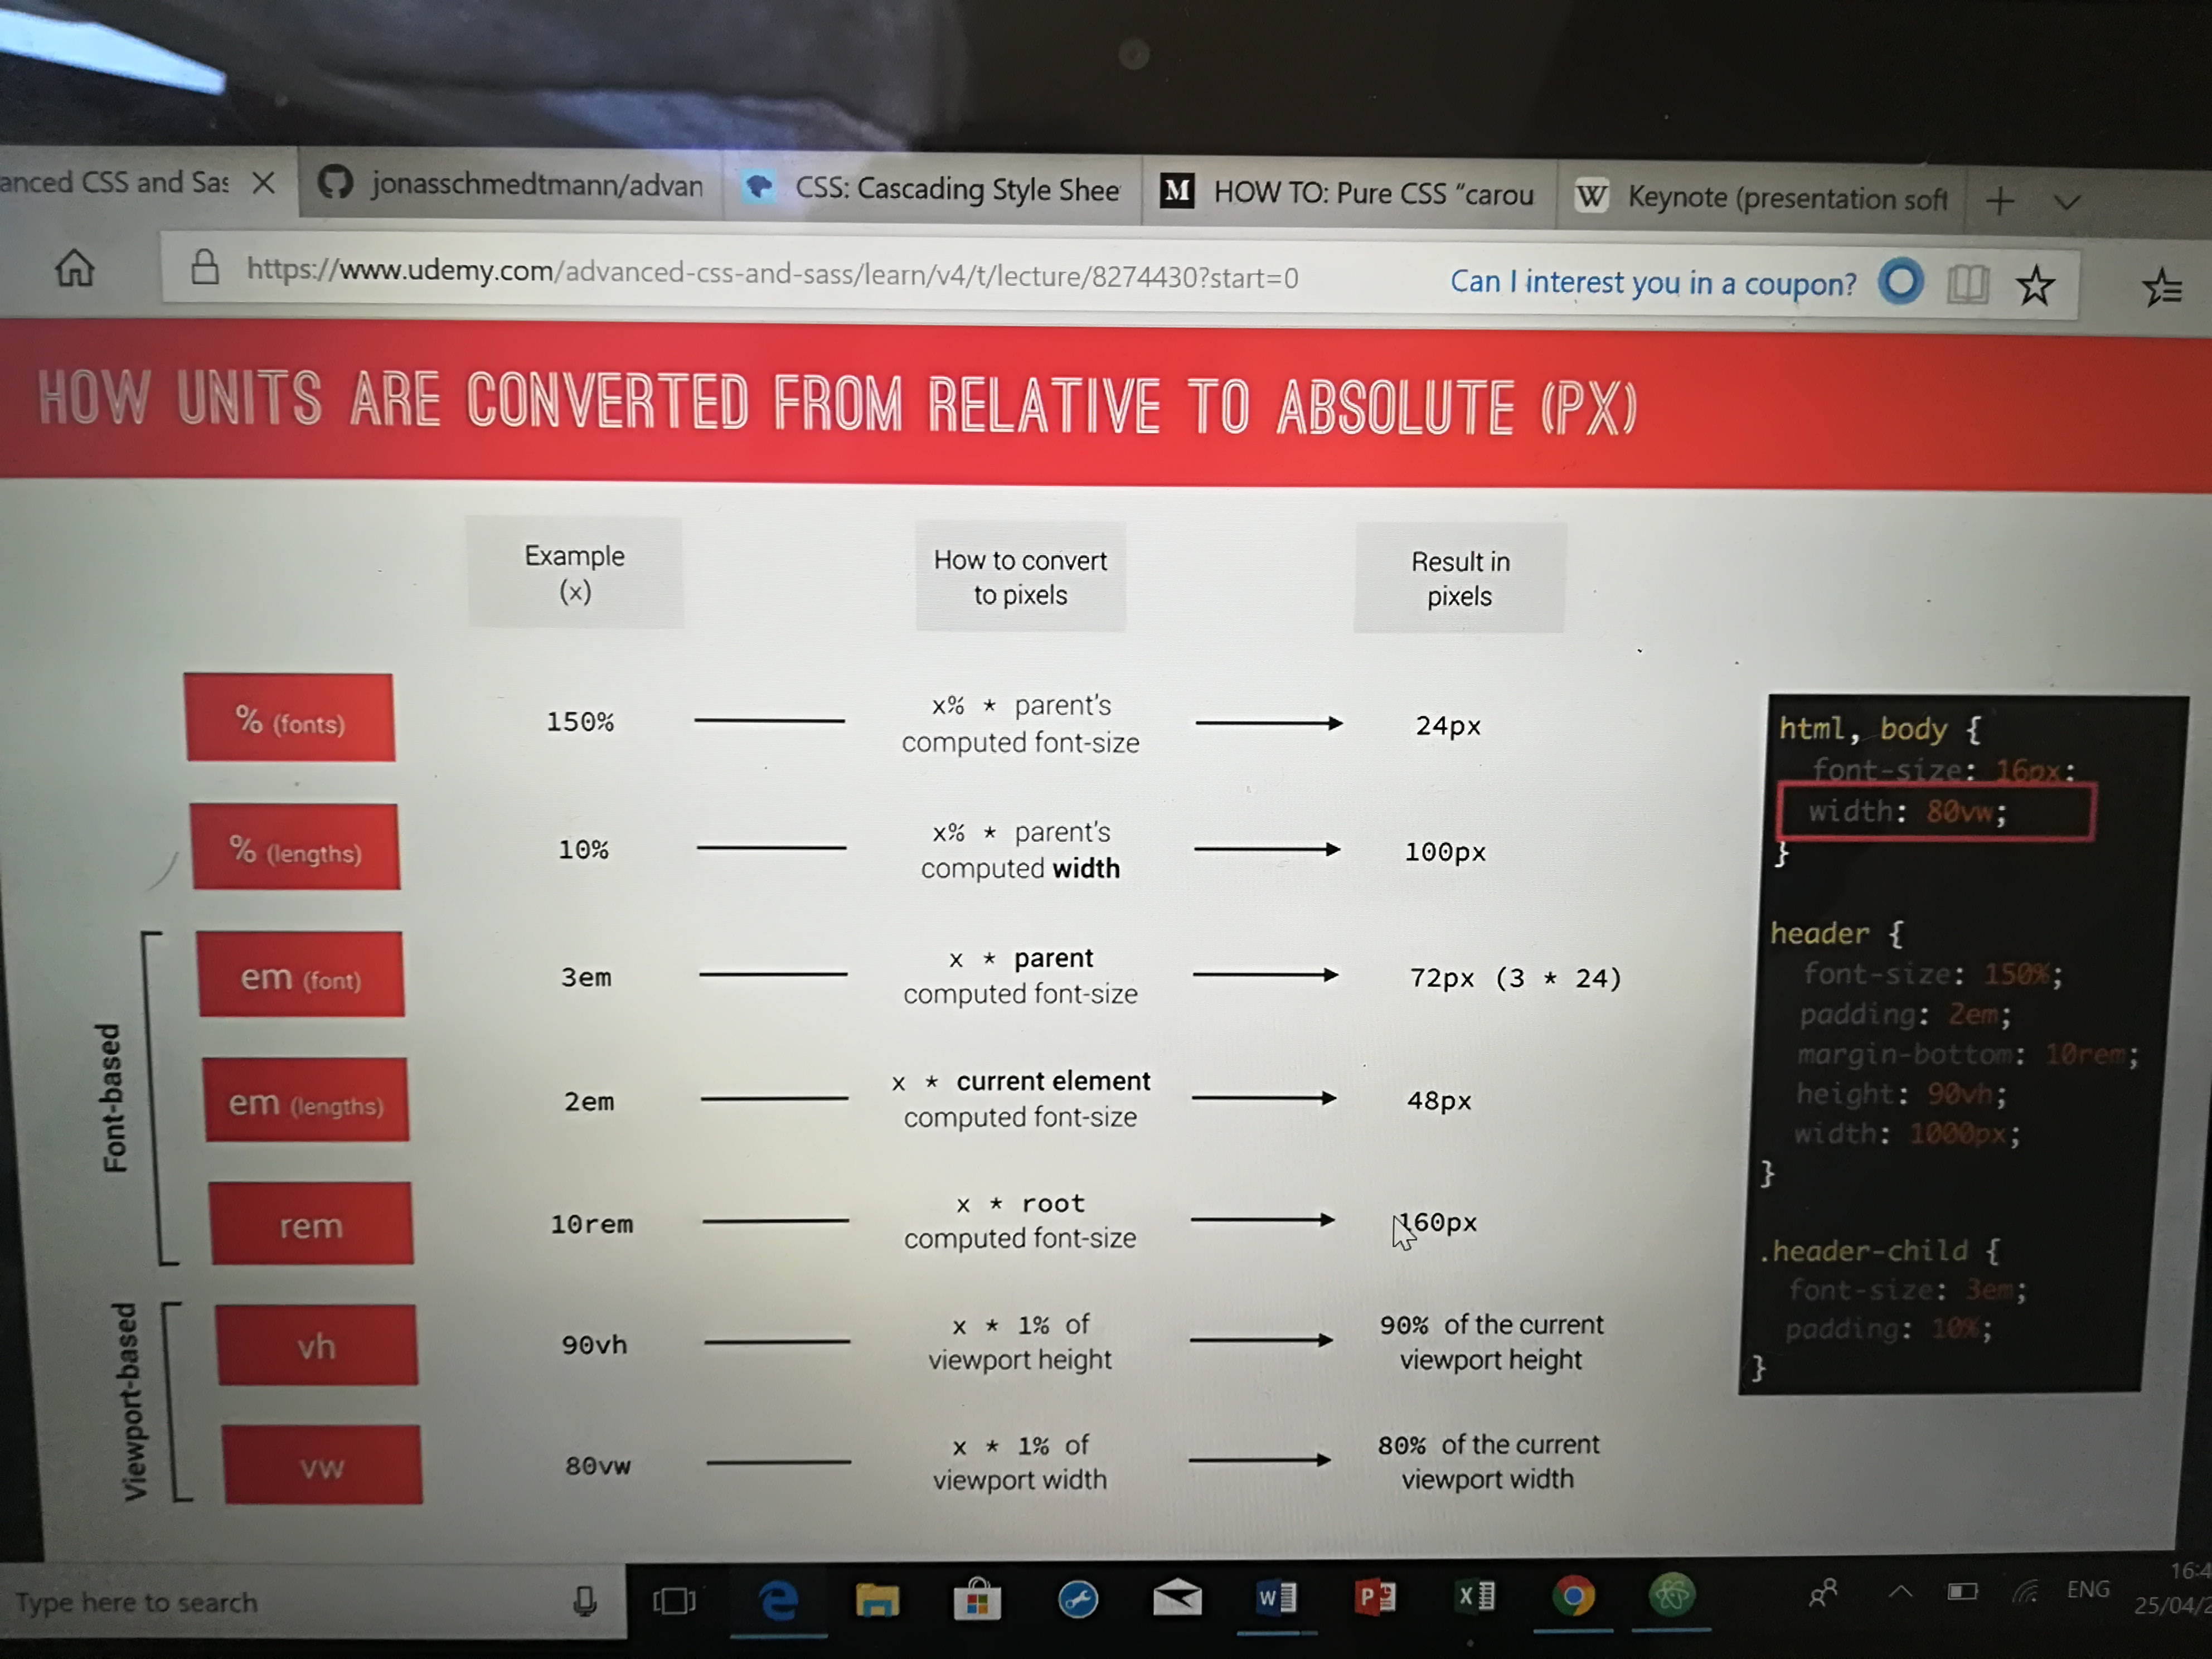 anced CSS and Sas
jonasschmedtmann/advan
CSS: Cascading Style Shee
M HOW TO: Pure CSS “carou
W Keynote (presentation soft
https://www.udemy.com/advanced-css-and-sass/learn/v4/t/lecture/8274430?start=0
Can I interest you in a coupon?
HOW UNITS ARE CONVERTED FROM RELATIVE TO ABSOLUTE (PX)
Example
(x)
How to convert
to pixels
Result in
pixels
% (fonts)
150%
x% * parent's
computed font-size
24px
% (lengths)
10%
x% * parent's
computed width
100px
Font-based
em (font)
3em
x * parent
computed font-size
72px (3 * 24)
em (lengths)
2em
x * current element
computed font-size
48px
rem
10rem
x * root
computed font-size
160px
Viewport-based
vh
90vh
x * 1% of
viewport height
90% of the current
viewport height
vw
80vw
x * 1% of
viewport width
80% of the current
viewport width
html, body {
font-size: 16px;
width: 80vw;
}
header {
font-size: 150%;
padding: 2em;
margin-bottom: 10rem;
height: 90vh;
width: 1000px;
}
.header-child {
font-size: 3em;
padding: 10%;
}
Type here to search
W
P
X
ENG
16:4
25/04/2